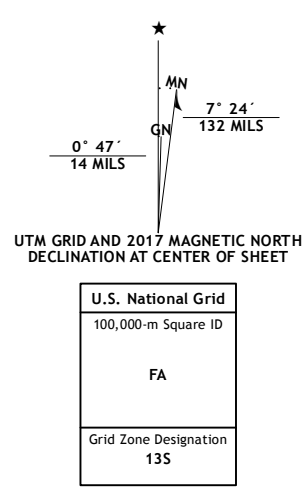 MN
7° 24´
132 MILS
GN
0° 47´
14 MILS
UTM GRID AND 2017 MAGNETIC NORTH
DECLINATION AT CENTER OF SHEET
U.S. National Grid
100,000-m Square ID
FA
Grid Zone Designation
13S